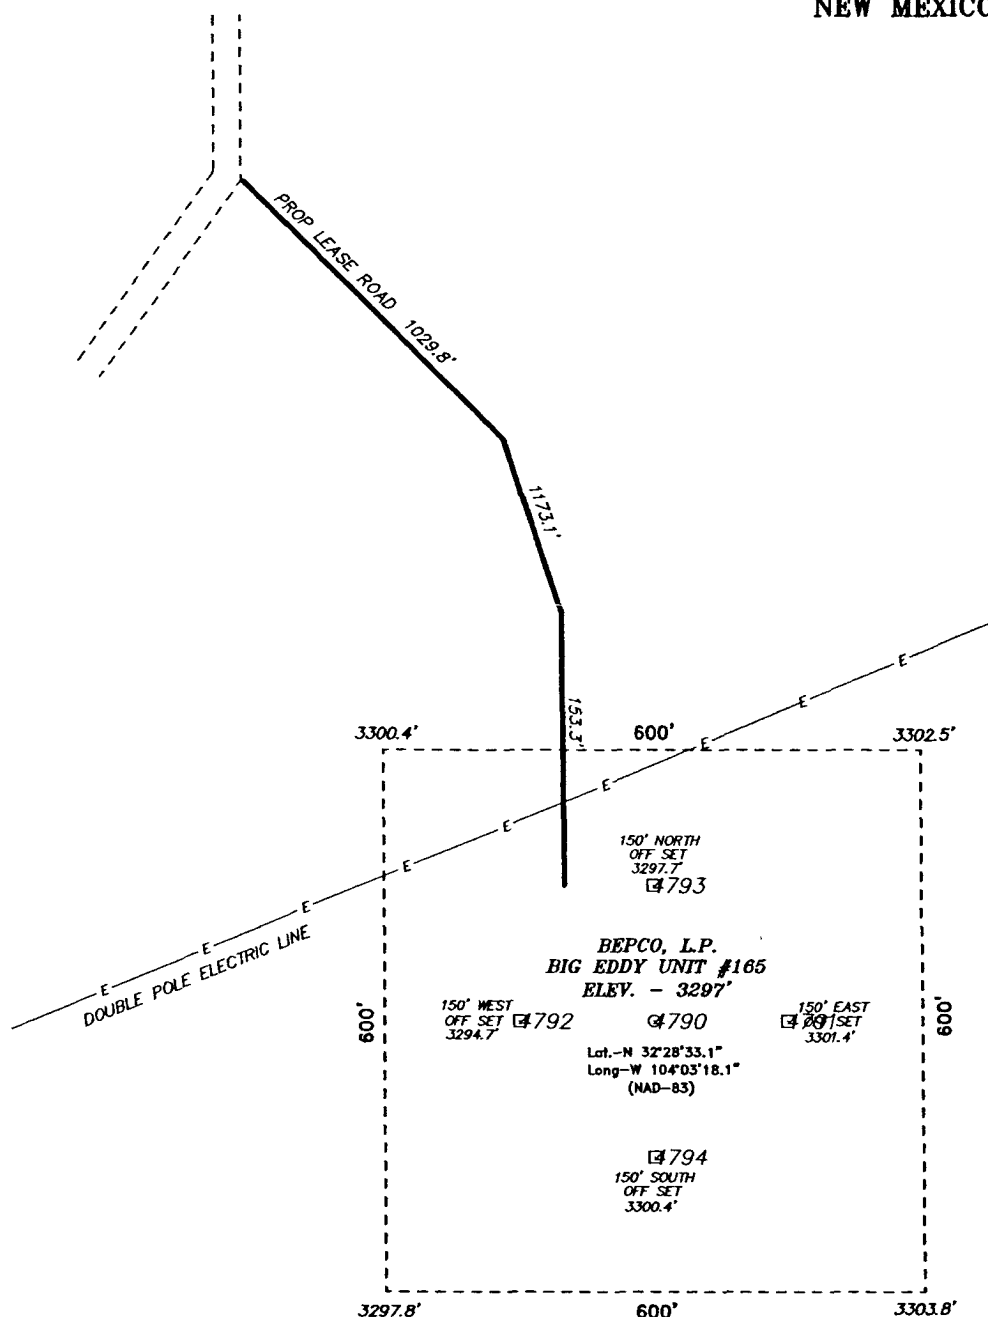 NEW MEXICO
PROP LEASE ROAD 1029.8'
1173.1'
153.3'
3300.4'
600'
3302.5'
E
E
E
E
E
E
E
E
E
DOUBLE POLE ELECTRIC LINE
150' NORTH
OFF SET
3297.7'
4793
BEPCO, L.P.
BIG EDDY UNIT #165
ELEV. - 3297'
600'
150' WEST
OFF SET
3294.7'
4792
4790
150' EAST
OFF SET
3301.4'
4791
600'
Lat.-N 32°28'33.1"
Long-W 104°03'18.1"
(NAD-83)
4794
150' SOUTH
OFF SET
3300.4'
3297.8'
600'
3303.8'